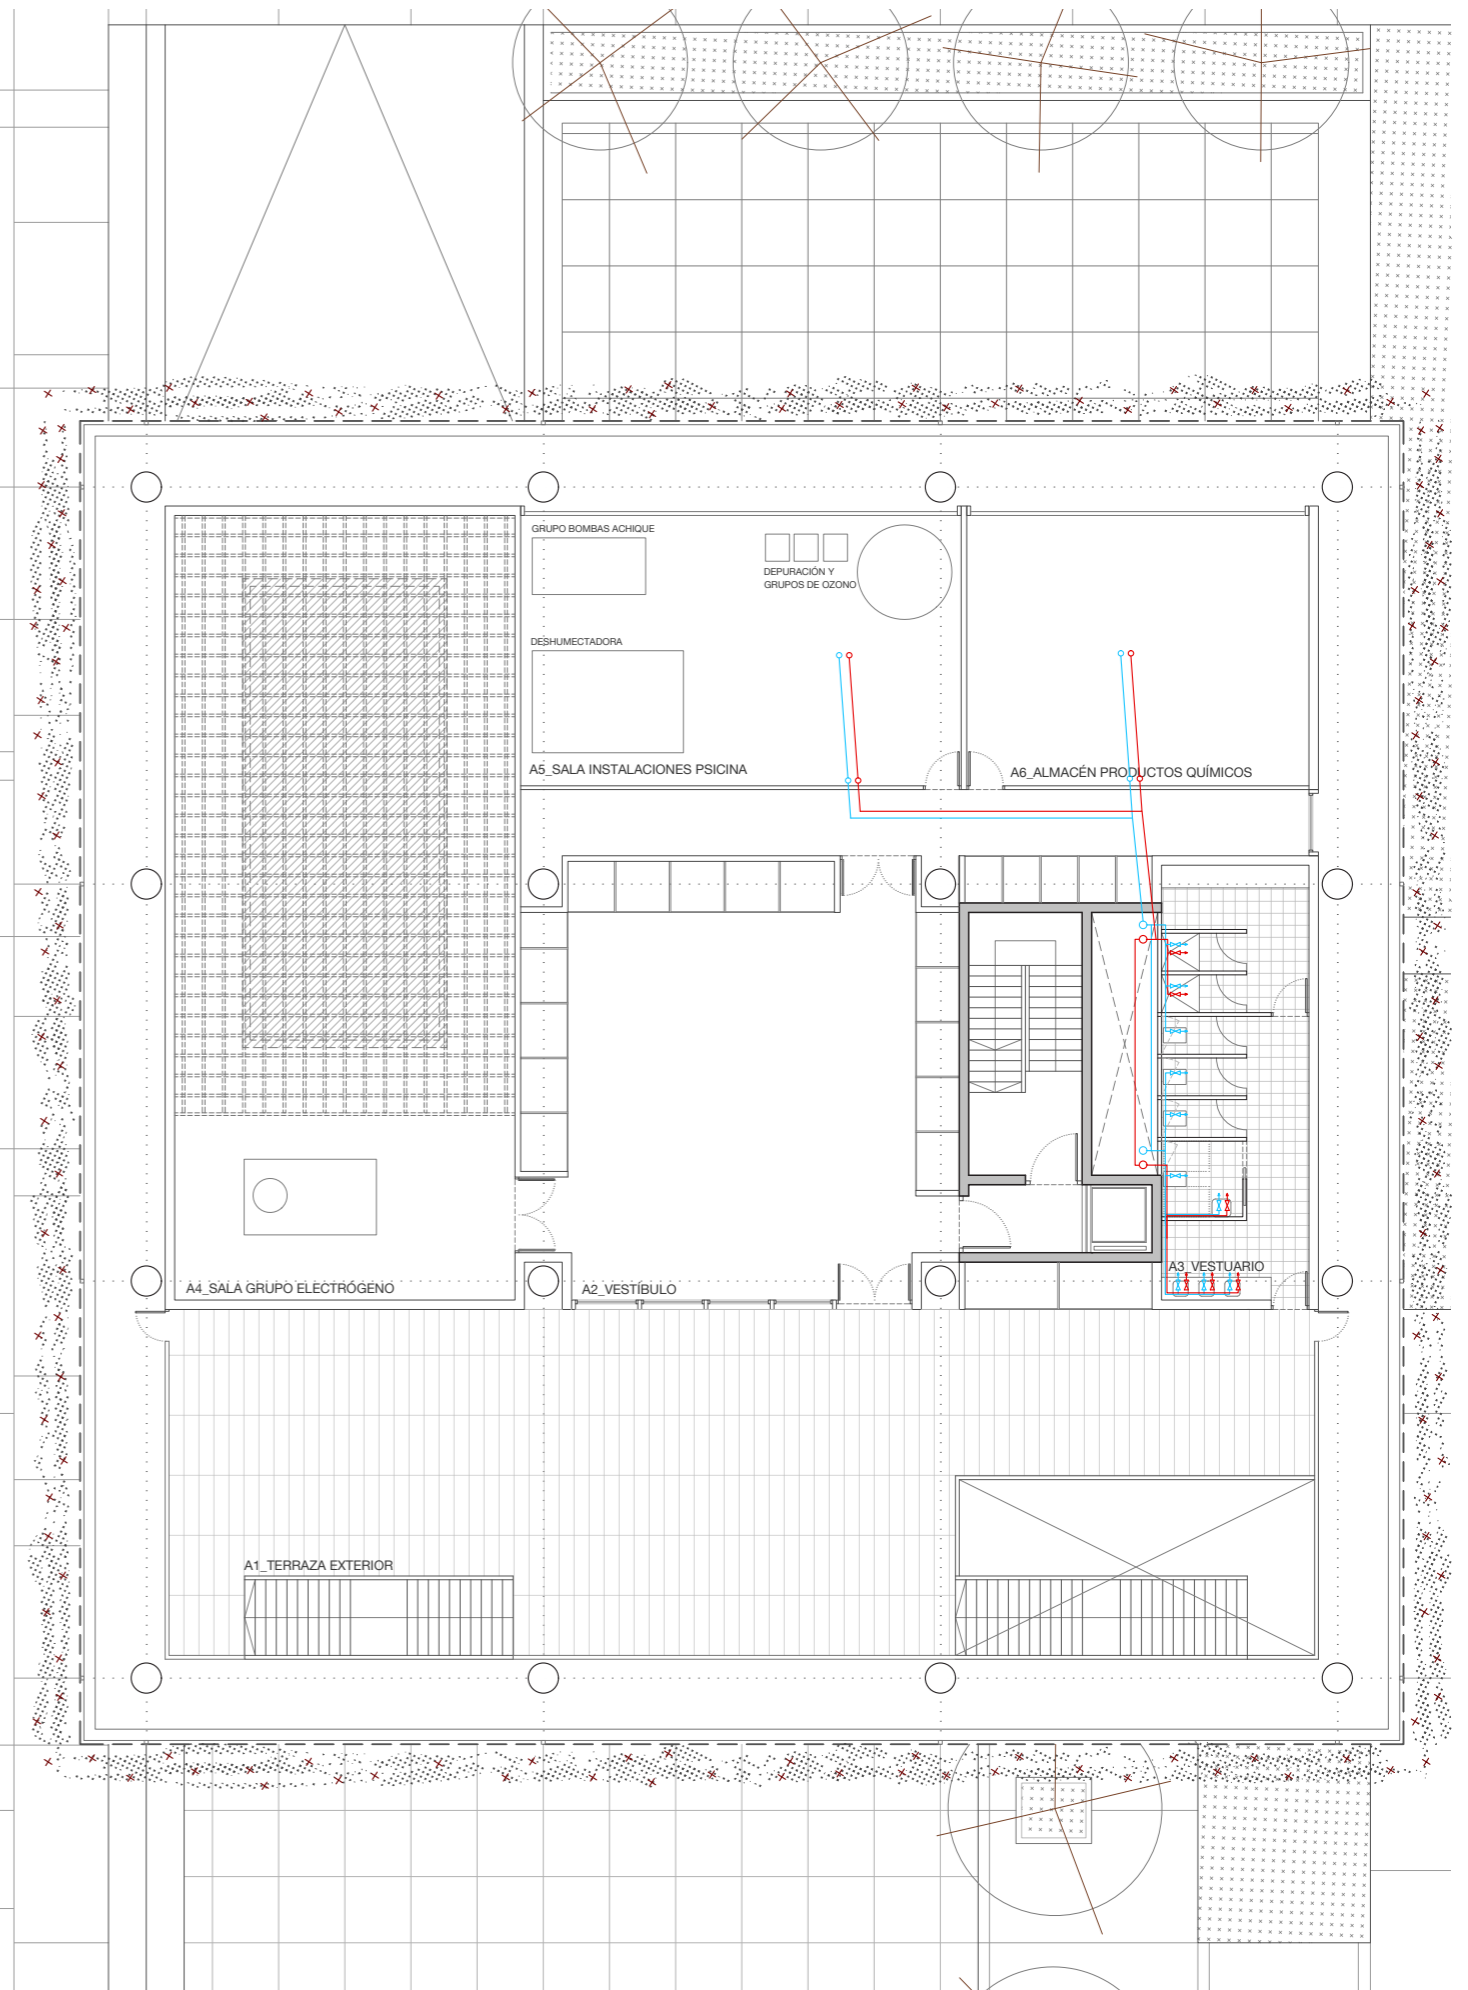 GRUPO BOMBAS ACHIQUE
DEPURACIÓN Y
GRUPOS DE OZONO
DESHUMECTADORA
A5_SALA INSTALACIONES PSICINA
A6_ALMACÉN PRODUCTOS QUÍMICOS
A3_VESTUARIO
A4_SALA GRUPO ELECTRÓGENO
A2_VESTÍBULO
A1_TERRAZA EXTERIOR